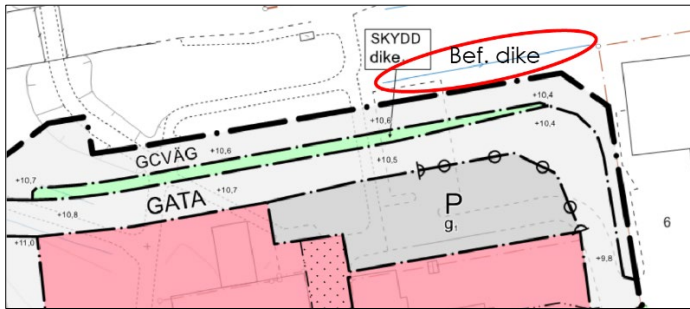 SKYDD
dike.
Bef. dike
+10,4
+10,6
+10,4
GCVÄG
+10,6
+10,5
+10,7
+10,7
GATA
P
g₁
+10,8
+11,0
6
+9,8